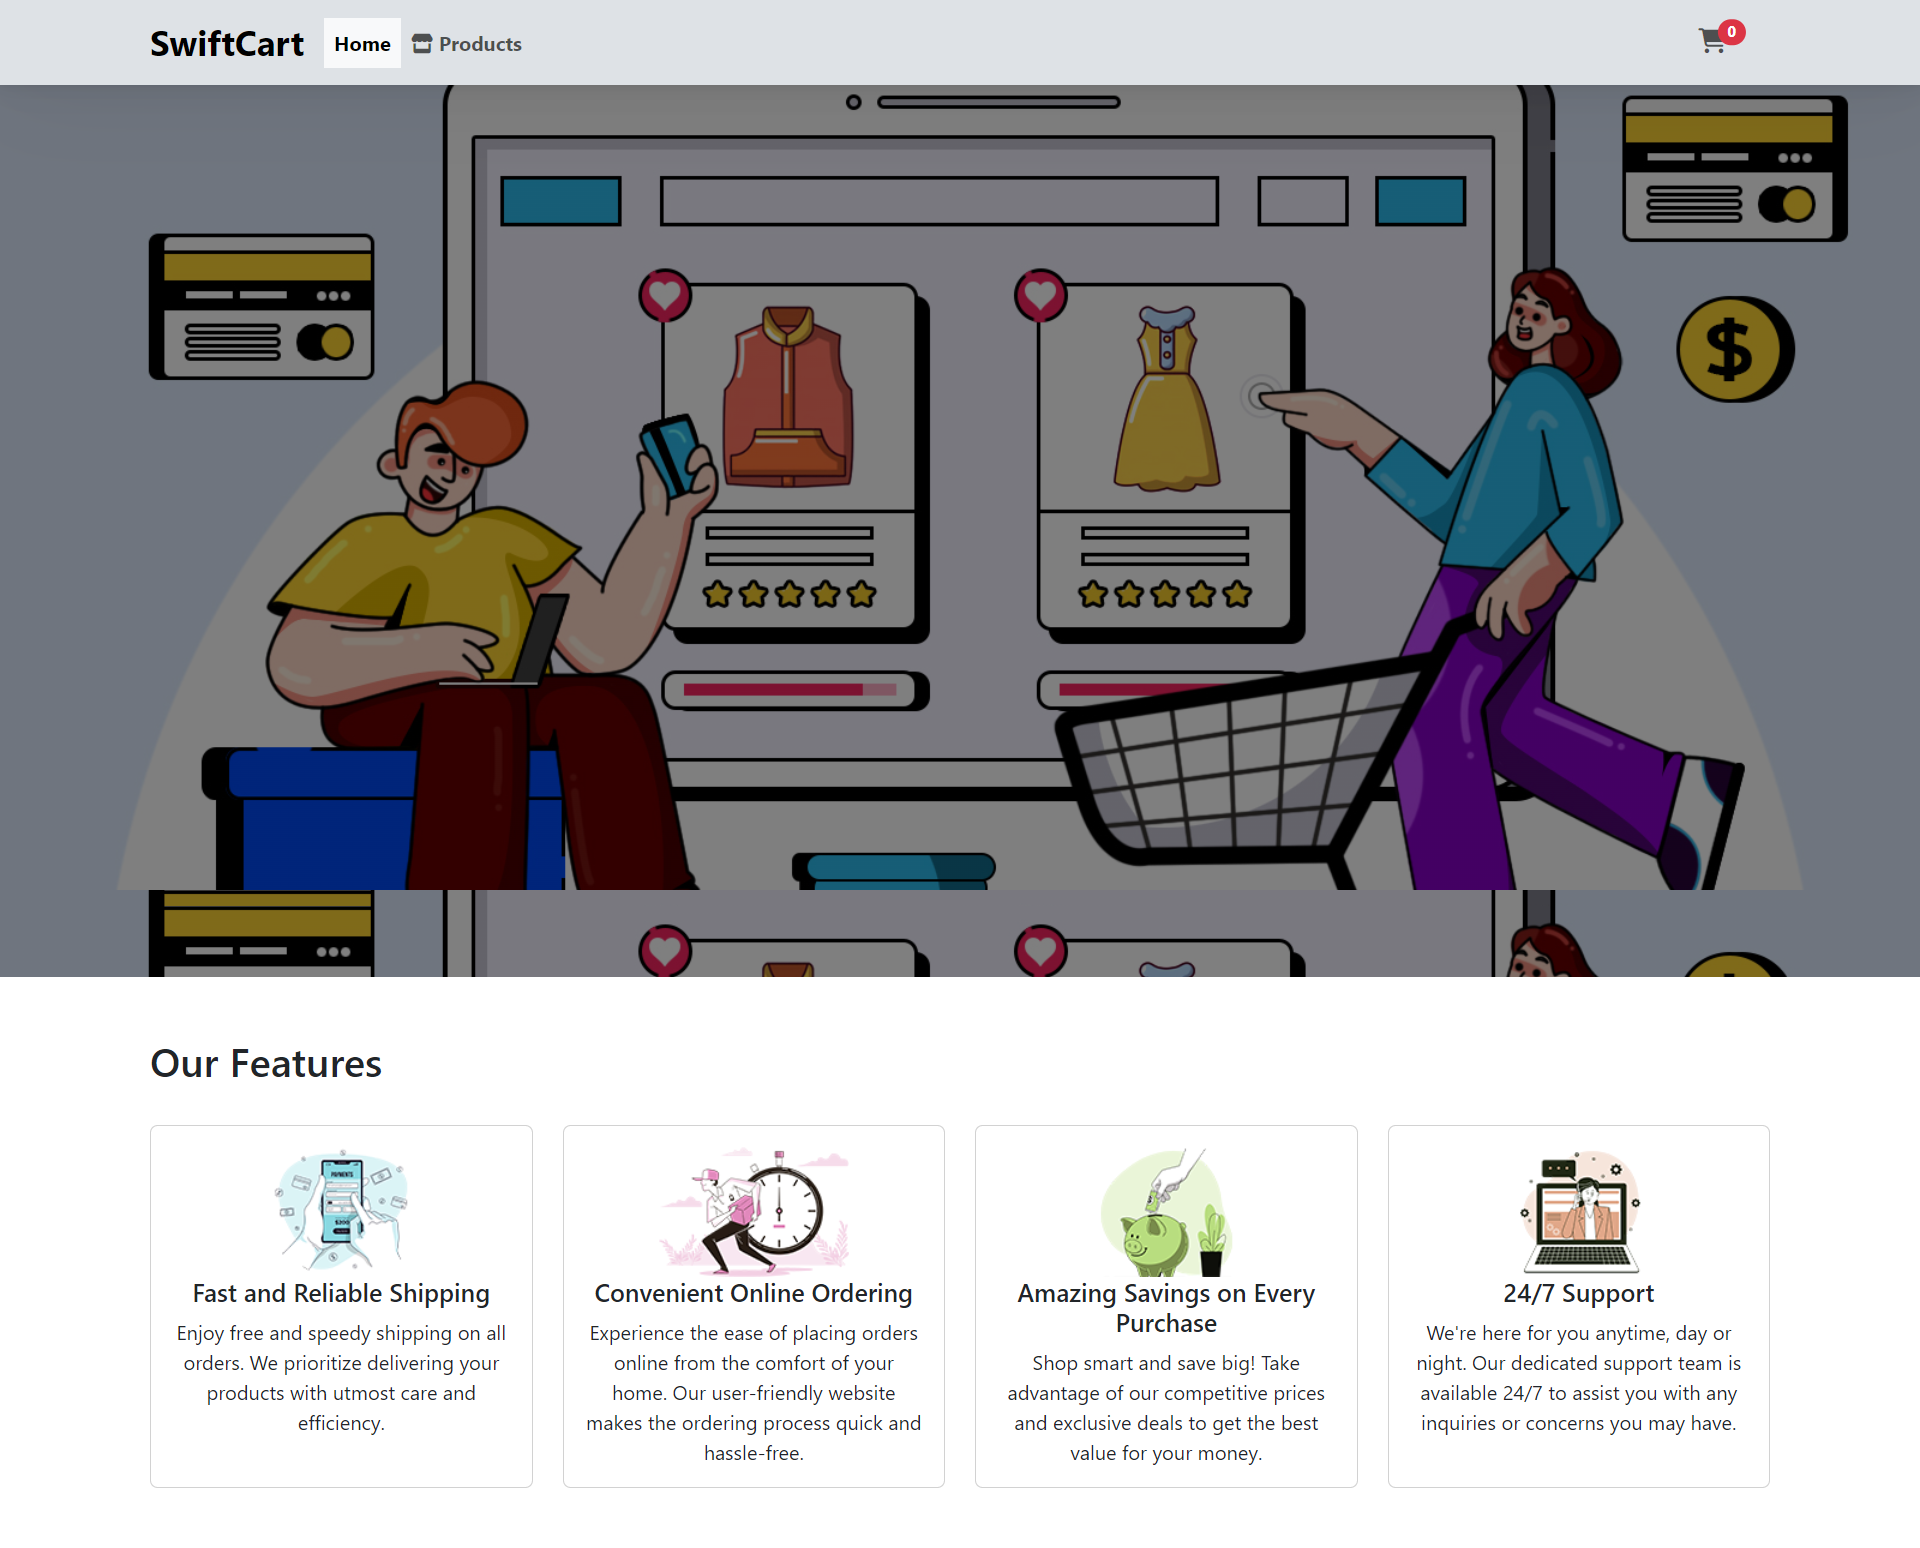 SwiftCart
Home
Products
0
$
$
Our Features
PAYMENTS
$200
Fast and Reliable Shipping
Enjoy free and speedy shipping on all
orders. We prioritize delivering your
products with utmost care and
efficiency.
Convenient Online Ordering
Experience the ease of placing orders
online from the comfort of your
home. Our user-friendly website
makes the ordering process quick and
hassle-free.
Amazing Savings on Every
Purchase
Shop smart and save big! Take
advantage of our competitive prices
and exclusive deals to get the best
value for your money.
24/7 Support
We're here for you anytime, day or
night. Our dedicated support team is
available 24/7 to assist you with any
inquiries or concerns you may have.